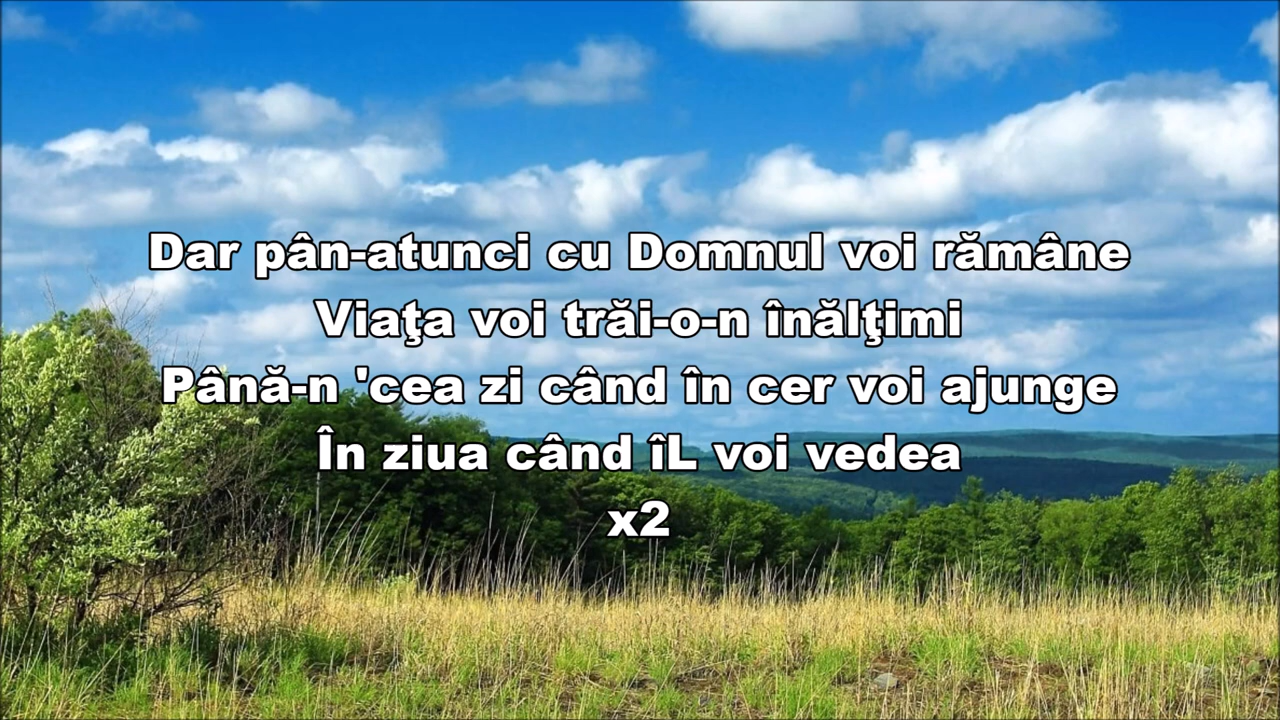 Dar pân-atunci cu Domnul voi rămâne
Viaţa voi trăi-o-n înălţimi
Până-n 'cea zi când în cer voi ajunge
În ziua când îL voi vedea
x2